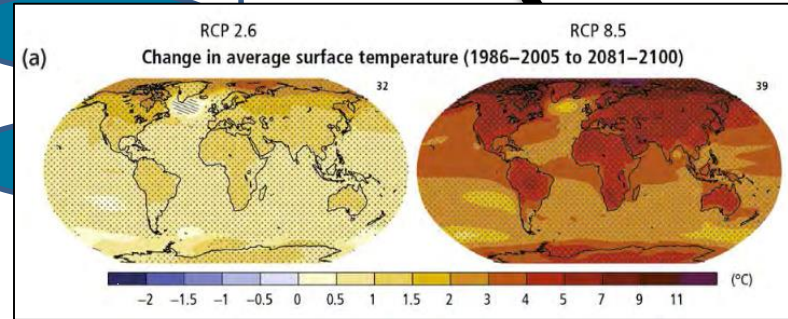 RCP 2.6 RCP 8.5
(a) Change in average surface temperature (1986–2005 to 2081–2100)
32 39
(°C)
−2 −1.5 −1 −0.5 0 0.5 1 1.5 2 3 4 5 7 9 11